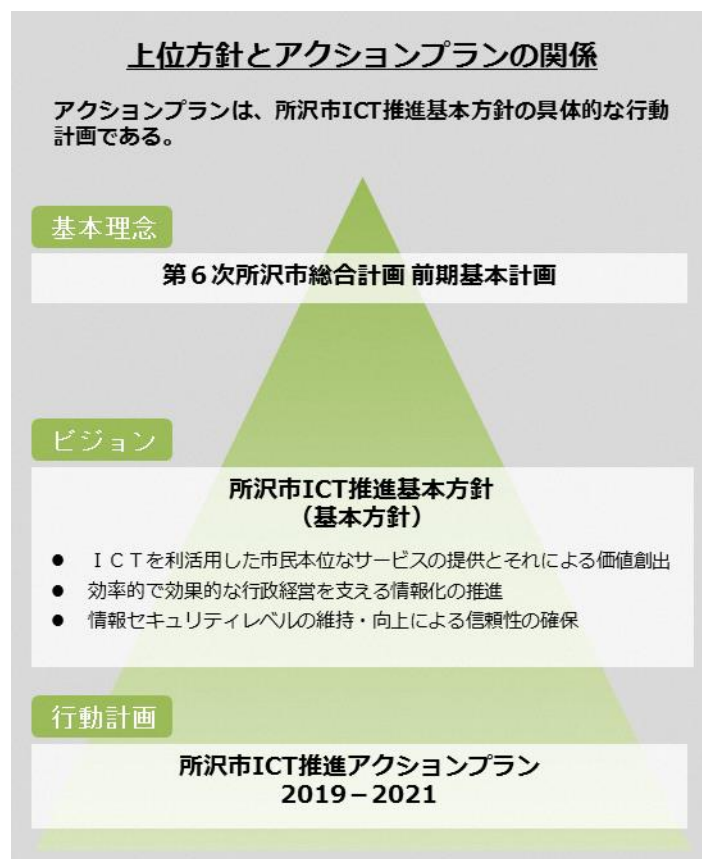 上位方針とアクションプランの関係
アクションプランは、所沢市ICT推進基本方針の具体的な行動
計画である。
基本理念
第６次所沢市総合計画 前期基本計画
ビジョン
所沢市ICT推進基本方針
（基本方針）
● ＩＣＴを利活用した市民本位なサービスの提供とそれによる価値創出
● 効率的で効果的な行政経営を支える情報化の推進
● 情報セキュリティレベルの維持・向上による信頼性の確保
行動計画
所沢市ICT推進アクションプラン
2019－2021